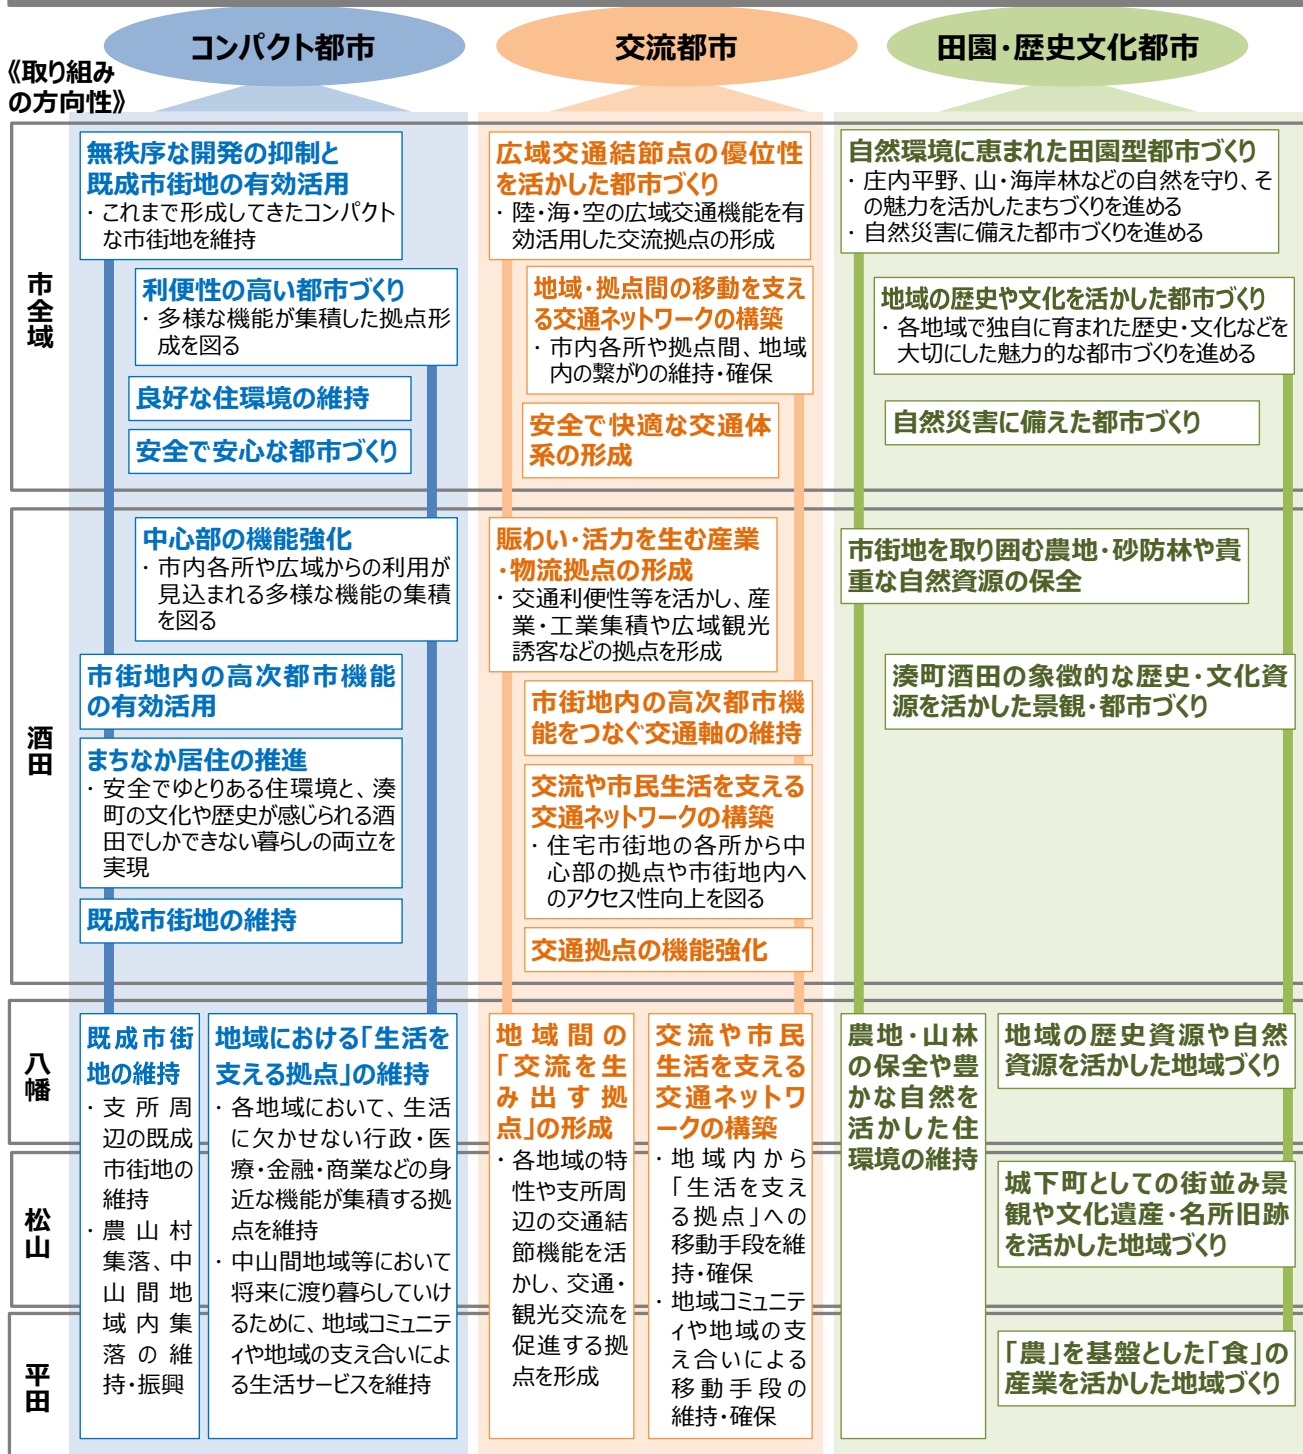 コンパクト都市
交流都市
田園・歴史文化都市
《取り組み
の方向性》
市全域
無秩序な開発の抑制と
既成市街地の有効活用
・これまで形成してきたコンパクト
な市街地を維持
利便性の高い都市づくり
・多様な機能が集積した拠点形
成を図る
良好な住環境の維持
安全で安心な都市づくり
広域交通結節点の優位性
を活かした都市づくり
・陸・海・空の広域交通機能を有
効活用した交流拠点の形成
地域・拠点間の移動を支え
る交通ネットワークの構築
・市内各所や拠点間、地域
内の繋がりの維持・確保
安全で快適な交通体
系の形成
自然環境に恵まれた田園型都市づくり
・庄内平野、山・海岸林などの自然を守り、そ
の魅力を活かしたまちづくりを進める
・自然災害に備えた都市づくりを進める
地域の歴史や文化を活かした都市づくり
・各地域で独自に育まれた歴史・文化などを
大切にした魅力的な都市づくりを進める
自然災害に備えた都市づくり
酒田
中心部の機能強化
・市内各所や広域からの利用が
見込まれる多様な機能の集積
を図る
市街地内の高次都市機能
の有効活用
まちなか居住の推進
・安全でゆとりある住環境と、湊
町の文化や歴史が感じられる酒
田でしかできない暮らしの両立を
実現
既成市街地の維持
賑わい・活力を生む産業
・物流拠点の形成
・交通利便性等を活かし、産
業・工業集積や広域観光
誘客などの拠点を形成
市街地内の高次都市機
能をつなぐ交通軸の維持
交流や市民生活を支える
交通ネットワークの構築
・住宅市街地の各所から中
心部の拠点や市街地内へ
のアクセス性向上を図る
交通拠点の機能強化
市街地を取り囲む農地・砂防林や貴
重な自然資源の保全
湊町酒田の象徴的な歴史・文化資
源を活かした景観・都市づくり
八幡
松山
平田
既成市街
地の維持
・支所周
辺の既成
市街地の
維持
・農山村
集落、中
山間地
域内集
落の維
持・振興
地域における「生活を
支える拠点」の維持
・各地域において、生活
に欠かせない行政・医
療・金融・商業などの身
近な機能が集積する拠
点を維持
・中山間地域等において
将来に渡り暮らしていけ
るために、地域コミュニテ
ィや地域の支え合いによ
る生活サービスを維持
地域間の
「交流を生
み出す拠
点」の形成
・各地域の特
性や支所周
辺の交通結
節機能を活
かし、交通・
観光交流を
促進する拠
点を形成
交流や市民
生活を支える
交通ネットワ
ークの構築
・地域内から
「生活を支え
る拠点」への
移動手段を維
持・確保
・地域コミュニテ
ィや地域の支
え合いによる
移動手段の
維持・確保
農地・山林
の保全や豊
かな自然を
活かした住
環境の維持
地域の歴史資源や自然
資源を活かした地域づくり
城下町としての街並み景
観や文化遺産・名所旧跡
を活かした地域づくり
「農」を基盤とした「食」の
産業を活かした地域づくり